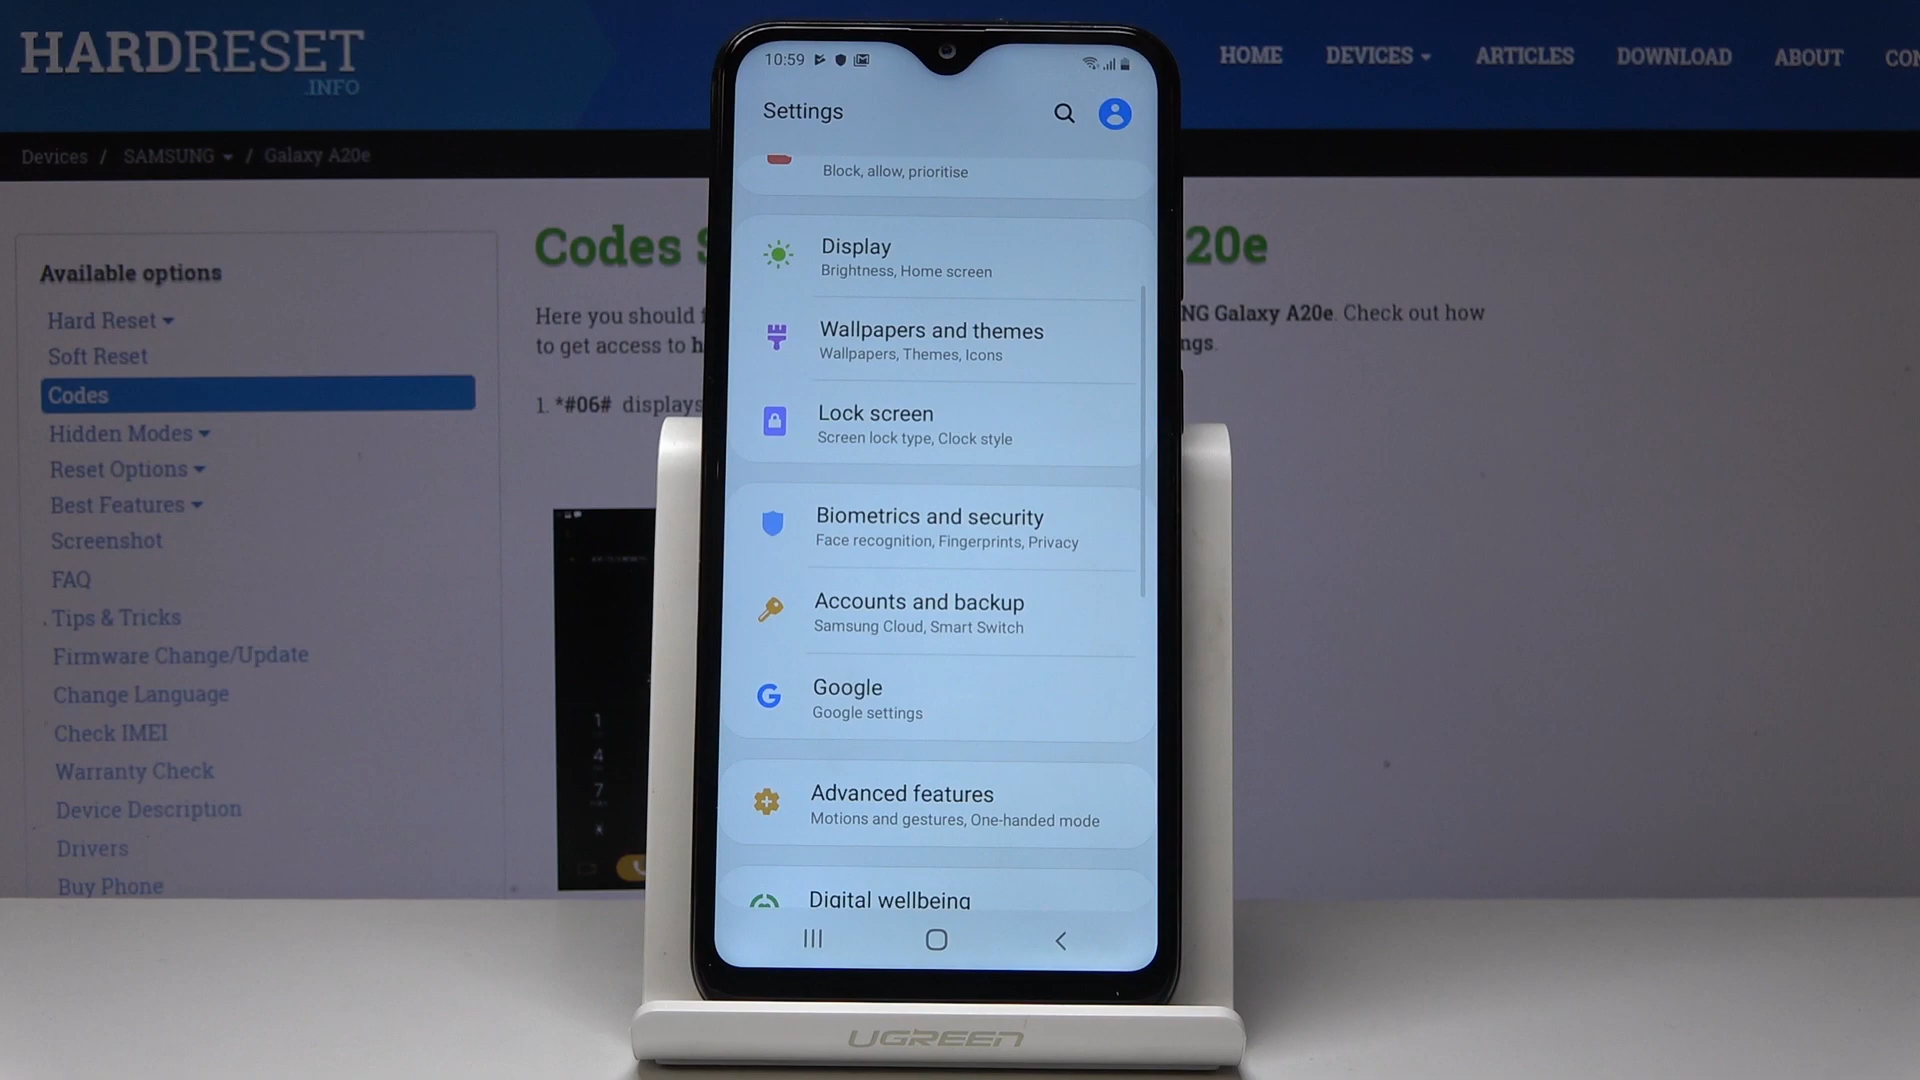 HARDRESET
.INFO
HOME DEVICES ARTICLES DOWNLOAD ABOUT CON
Devices / SAMSUNG / Galaxy A20e
Available options
Hard Reset
Soft Reset
Codes
Hidden Modes
Reset Options
Best Features
Screenshot
FAQ
Tips & Tricks
Firmware Change/Update
Change Language
Check IMEI
Warranty Check
Device Description
Drivers
Buy Phone
Codes S 20e
Here you should NG Galaxy A20e. Check out how
to get access to h ngs.
1. *#06# displays
1
4
7
*
10:59
Settings
Block, allow, prioritise
Display
Brightness, Home screen
Wallpapers and themes
Wallpapers, Themes, Icons
Lock screen
Screen lock type, Clock style
Biometrics and security
Face recognition, Fingerprints, Privacy
Accounts and backup
Samsung Cloud, Smart Switch
Google
Google settings
Advanced features
Motions and gestures, One-handed mode
Digital wellbeing
UGREEN